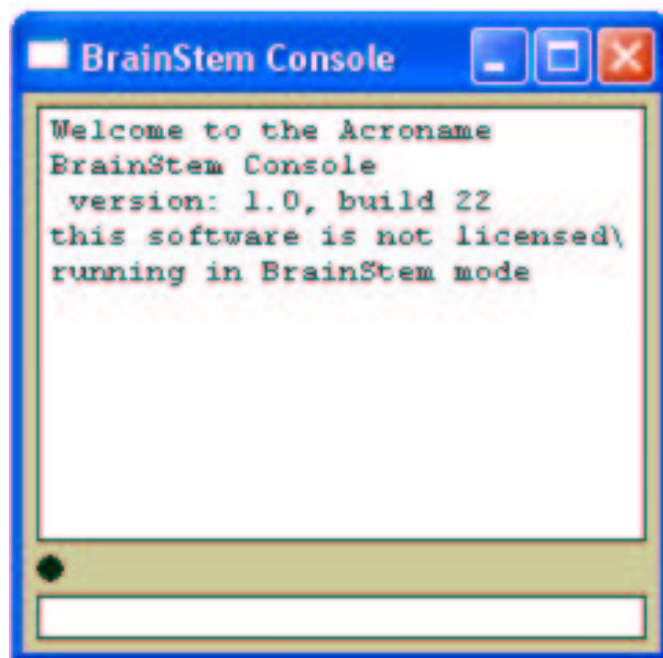 BrainStem Console
Welcome to the Acroname
BrainStem Console
version: 1.0, build 22
this software is not licensed\
running in BrainStem mode